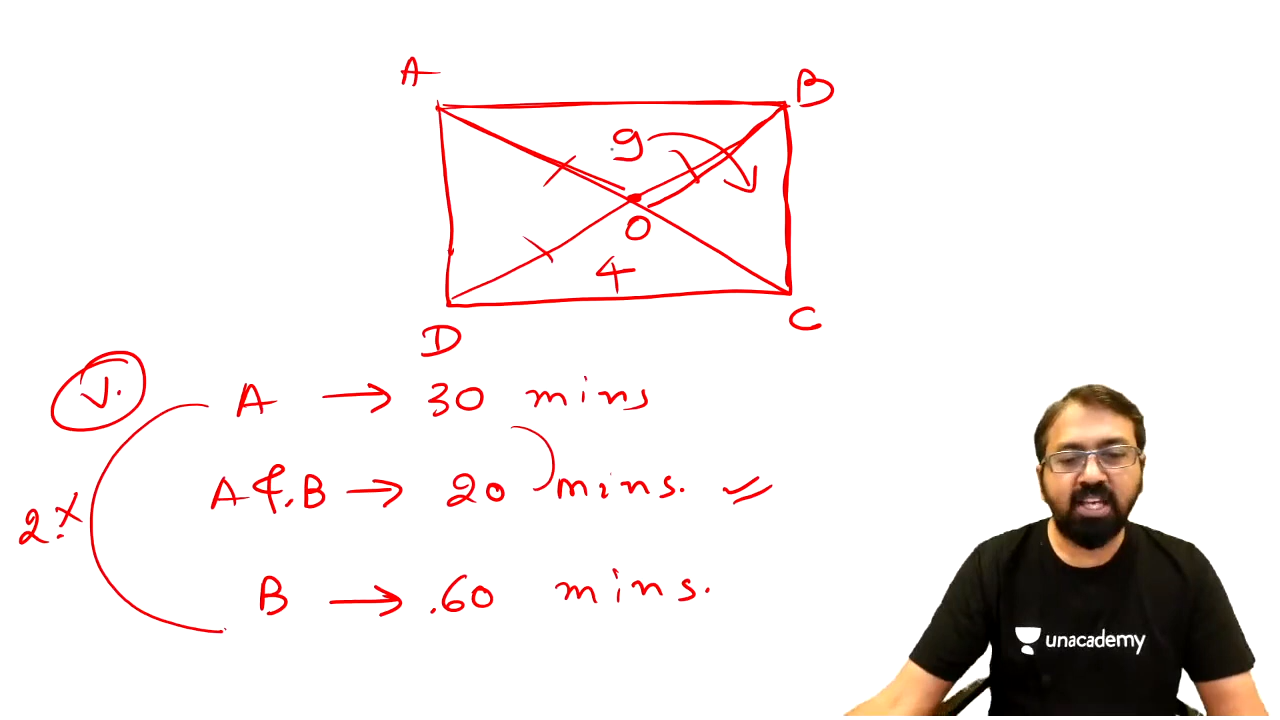 A
B
9
O
4
D
C
A → 30 mins
A &, B → 20 mins.
2x
B → .60 mins.
unacademy